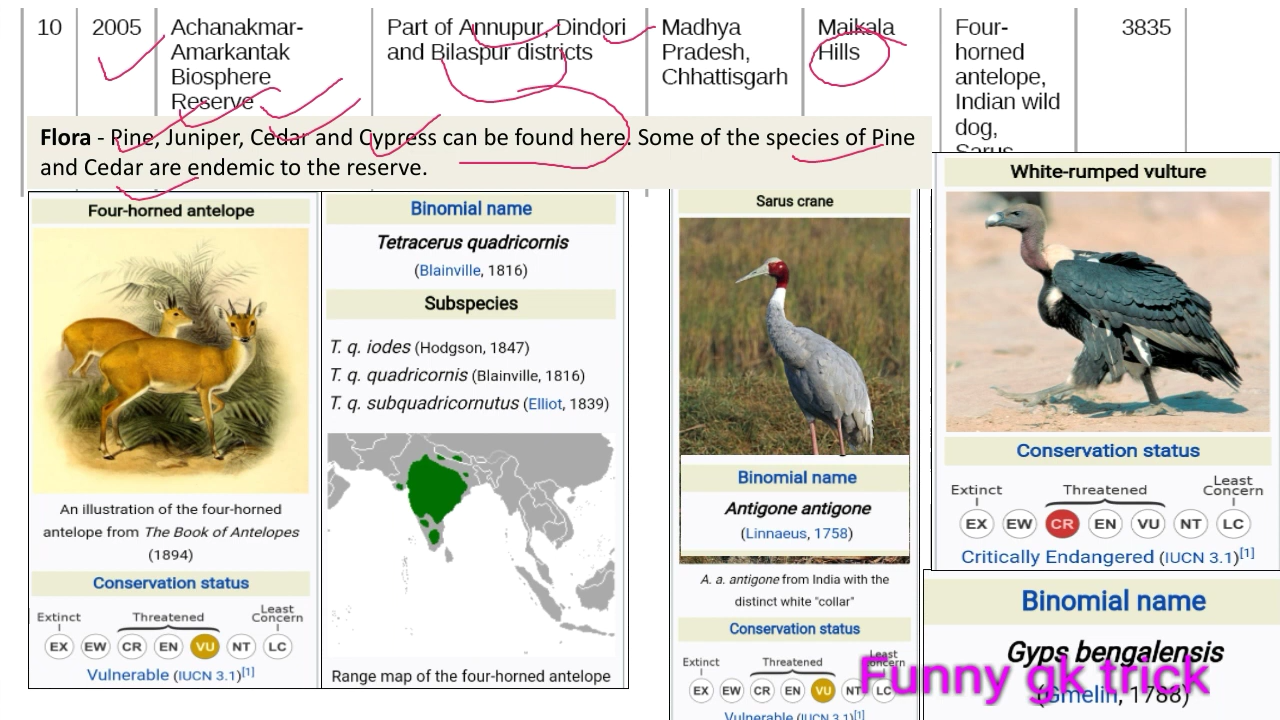 10
2005
Achanakmar-
Amarkantak
Biosphere
Reserve
Part of Annupur, Dindori
and Bilaspur districts
Madhya
Pradesh,
Chhattisgarh
Maikala
Hills
Four-
horned
antelope,
Indian wild
dog,
Sarus
3835
Flora - Pine, Juniper, Cedar and Cypress can be found here. Some of the species of Pine
and Cedar are endemic to the reserve.
Four-horned antelope
An illustration of the four-horned
antelope from The Book of Antelopes
(1894)
Conservation status
Extinct Threatened Least
Concern
EX EW CR EN VU NT LC
Vulnerable (IUCN 3.1)[1]
Binomial name
Tetracerus quadricornis
(Blainville, 1816)
Subspecies
T. q. iodes (Hodgson, 1847)
T. q. quadricornis (Blainville, 1816)
T. q. subquadricornutus (Elliot, 1839)
Range map of the four-horned antelope
Sarus crane
Binomial name
Antigone antigone
(Linnaeus, 1758)
A. a. antigone from India with the
distinct white "collar"
Conservation status
Extinct Threatened Least
Concern
EX EW CR EN VU NT LC
Vulnerable (IUCN 3.1)[1]
White-rumped vulture
Conservation status
Extinct Threatened Least
Concern
EX EW CR EN VU NT LC
Critically Endangered (IUCN 3.1)[1]
Binomial name
Gyps bengalensis
(Gmelin, 1788)
Funny gk trick